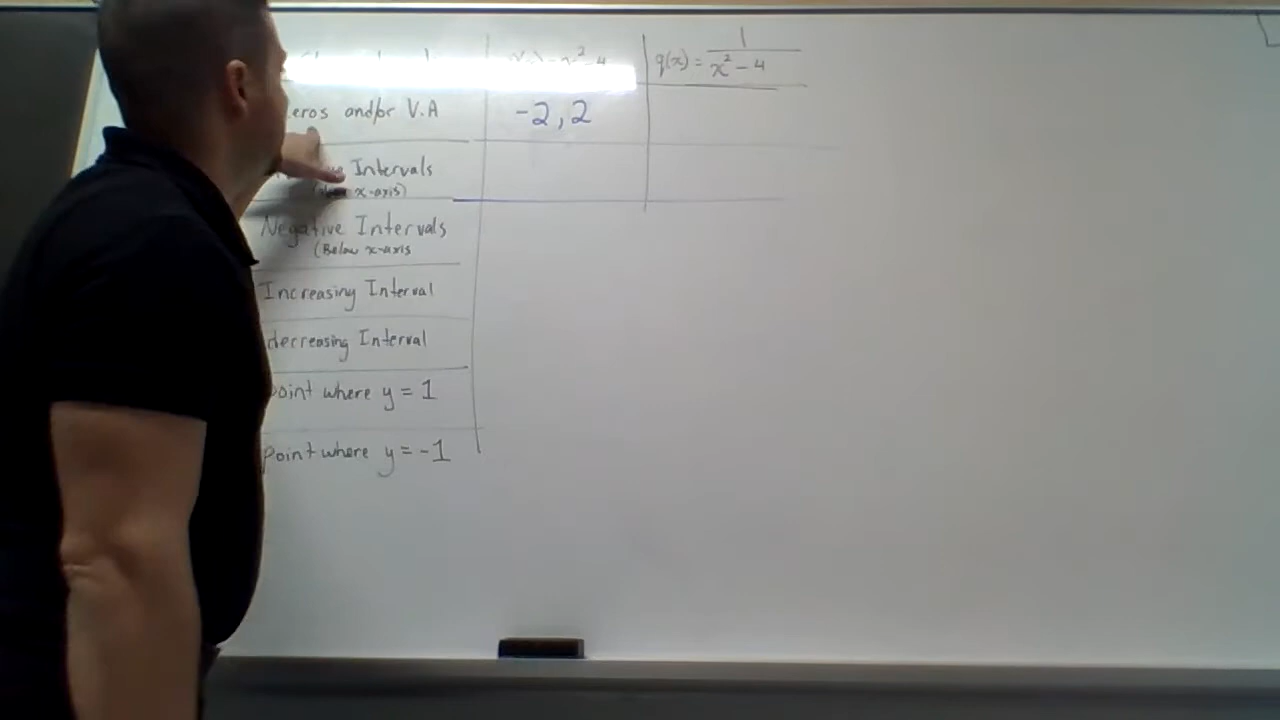 q(x) = 1/(x² - 4)
and/or V.A
-2, 2
Intervals
x-axis)
Negative Intervals
(Below x-axis
Increasing Interval
decreasing Interval
Point where y = 1
Point where y = -1